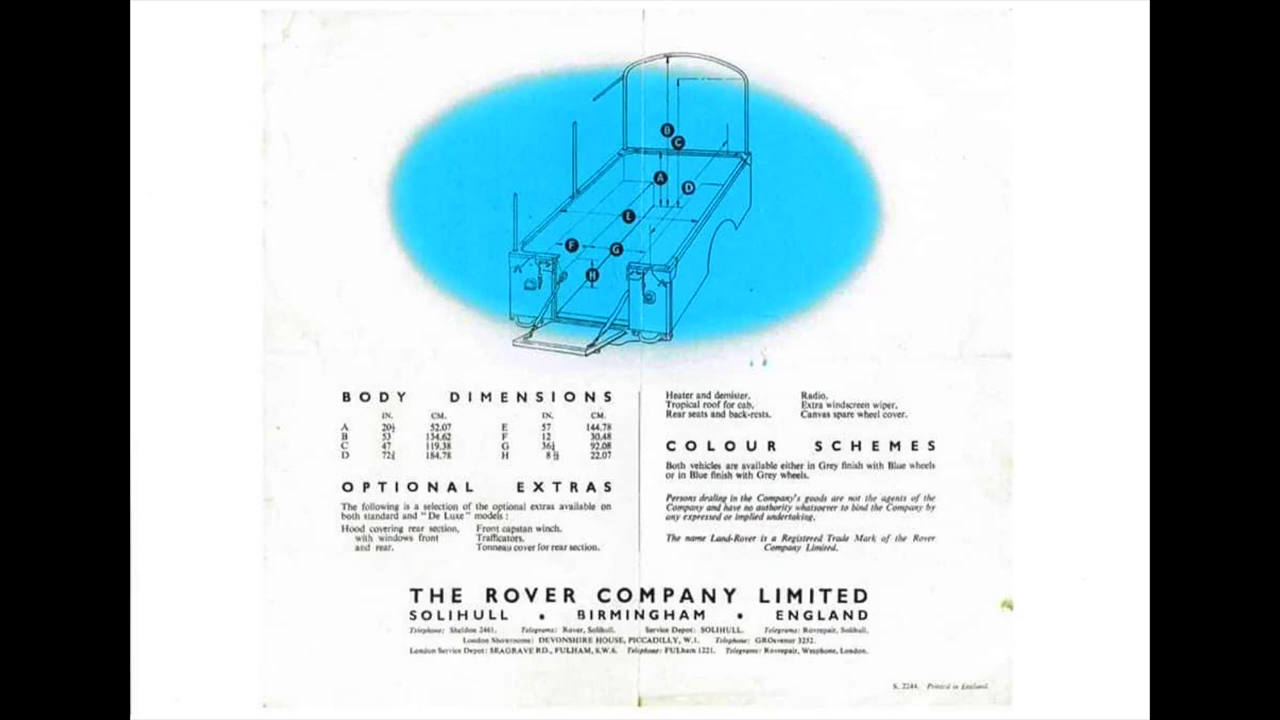 B
C
A
D
E
F
G
H
BODY DIMENSIONS
IN. CM. IN. CM.
A 20½ 52.07 E 57 144.78
B 53 134.62 F 12 30.48
C 47 119.38 G 36¼ 92.08
D 72¾ 184.78 H 8 11/16 22.07
OPTIONAL EXTRAS
The following is a selection of the optional extras available on
both standard and "De Luxe" models :
Hood covering rear section,
with windows front
and rear.
Front capstan winch.
Trafficators.
Tonneau cover for rear section.
Heater and demister.
Tropical roof for cab.
Rear seats and back-rests.
Radio.
Extra windscreen wiper.
Canvas spare wheel cover.
COLOUR SCHEMES
Both vehicles are available either in Grey finish with Blue wheels
or in Blue finish with Grey wheels.
Persons dealing in the Company's goods are not the agents of the
Company and have no authority whatsoever to bind the Company by
any expressed or implied undertaking.
The name Land-Rover is a Registered Trade Mark of the Rover
Company Limited.
THE ROVER COMPANY LIMITED
SOLIHULL • BIRMINGHAM • ENGLAND
Telephone: Sheldon 2461. Telegrams: Rover, Solihull. Service Depot: SOLIHULL. Telegrams: Rovrepair, Solihull.
London Showrooms: DEVONSHIRE HOUSE, PICCADILLY, W.1. Telephone: GROsvenor 3252.
London Service Depot: SEAGRAVE RD., FULHAM, S.W.6. Telephone: FULham 1221. Telegrams: Rovrepair, Wesphone, London.
S. 2244. Printed in England.